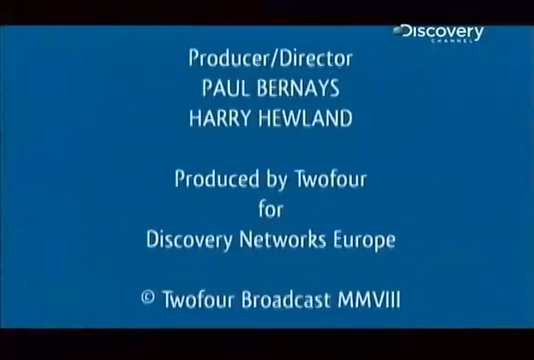 Discovery
CHANNEL
Producer/Director
PAUL BERNAYS
HARRY HEWLAND
Produced by Twofour
for
Discovery Networks Europe
© Twofour Broadcast MMVIII